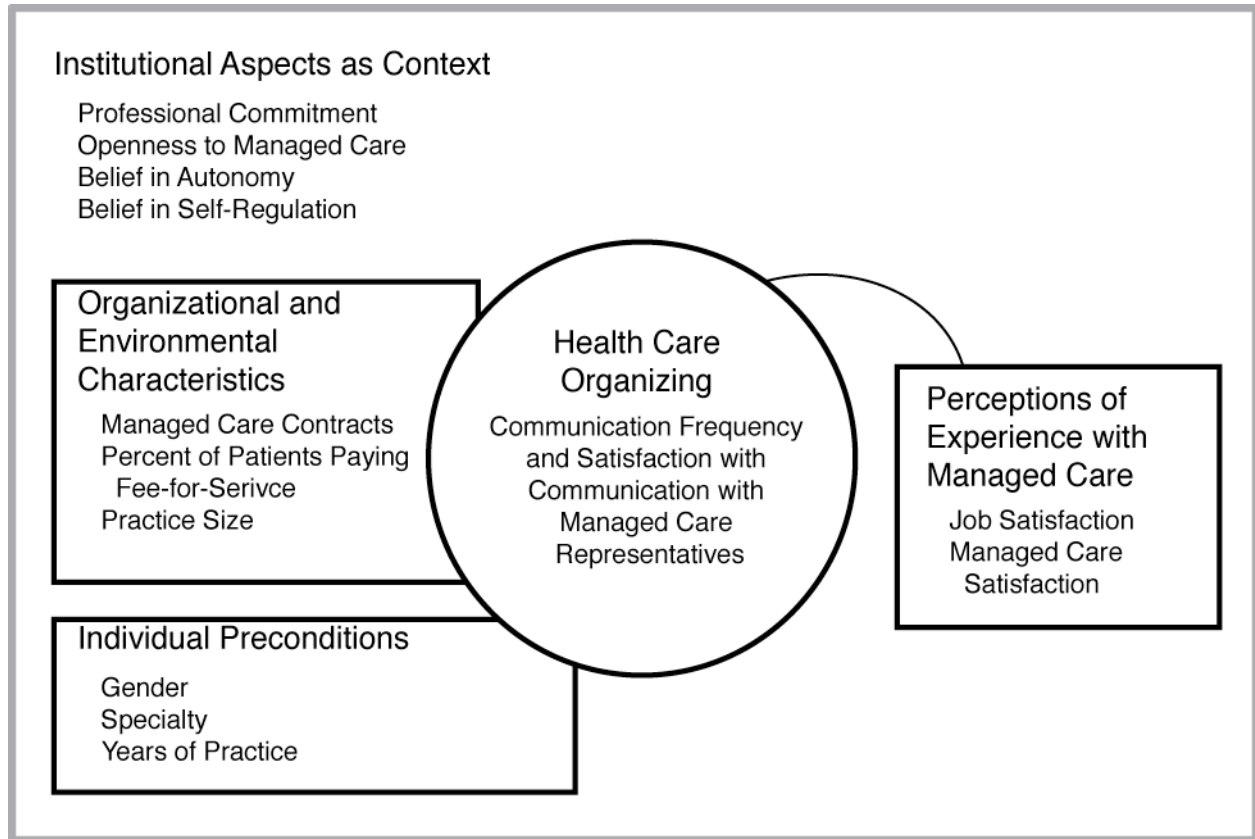 Institutional Aspects as Context
Professional Commitment
Openness to Managed Care
Belief in Autonomy
Belief in Self-Regulation
Organizational and
Environmental
Characteristics
Managed Care Contracts
Percent of Patients Paying
Fee-for-Serivce
Practice Size
Individual Preconditions
Gender
Specialty
Years of Practice
Health Care
Organizing
Communication Frequency
and Satisfaction with
Communication with
Managed Care
Representatives
Perceptions of
Experience with
Managed Care
Job Satisfaction
Managed Care
Satisfaction